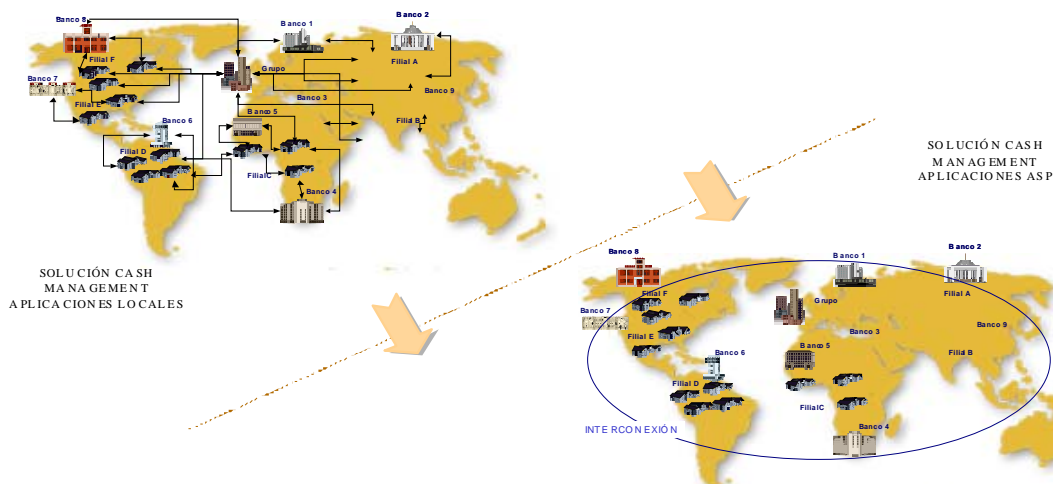 Banco 8
Banco 1
Banco 2
Filial F
Grupo
Filial A
Banco 7
Banco 3
Banco 9
Filial E
Banco 5
Banco 6
Filial B
Filial D
Filial C
Banco 4
SOLUCIÓN CASH
MANAGEMENT
APLICACIONES LOCALES
SOLUCIÓN CASH
MANAGEMENT
APLICACIONES ASP
Banco 8
Banco 1
Banco 2
Filial F
Grupo
Filial A
Banco 7
Banco 3
Banco 9
Filial E
Banco 5
Banco 6
Filial B
Filial D
Filial C
Banco 4
INTERCONEXIÓN